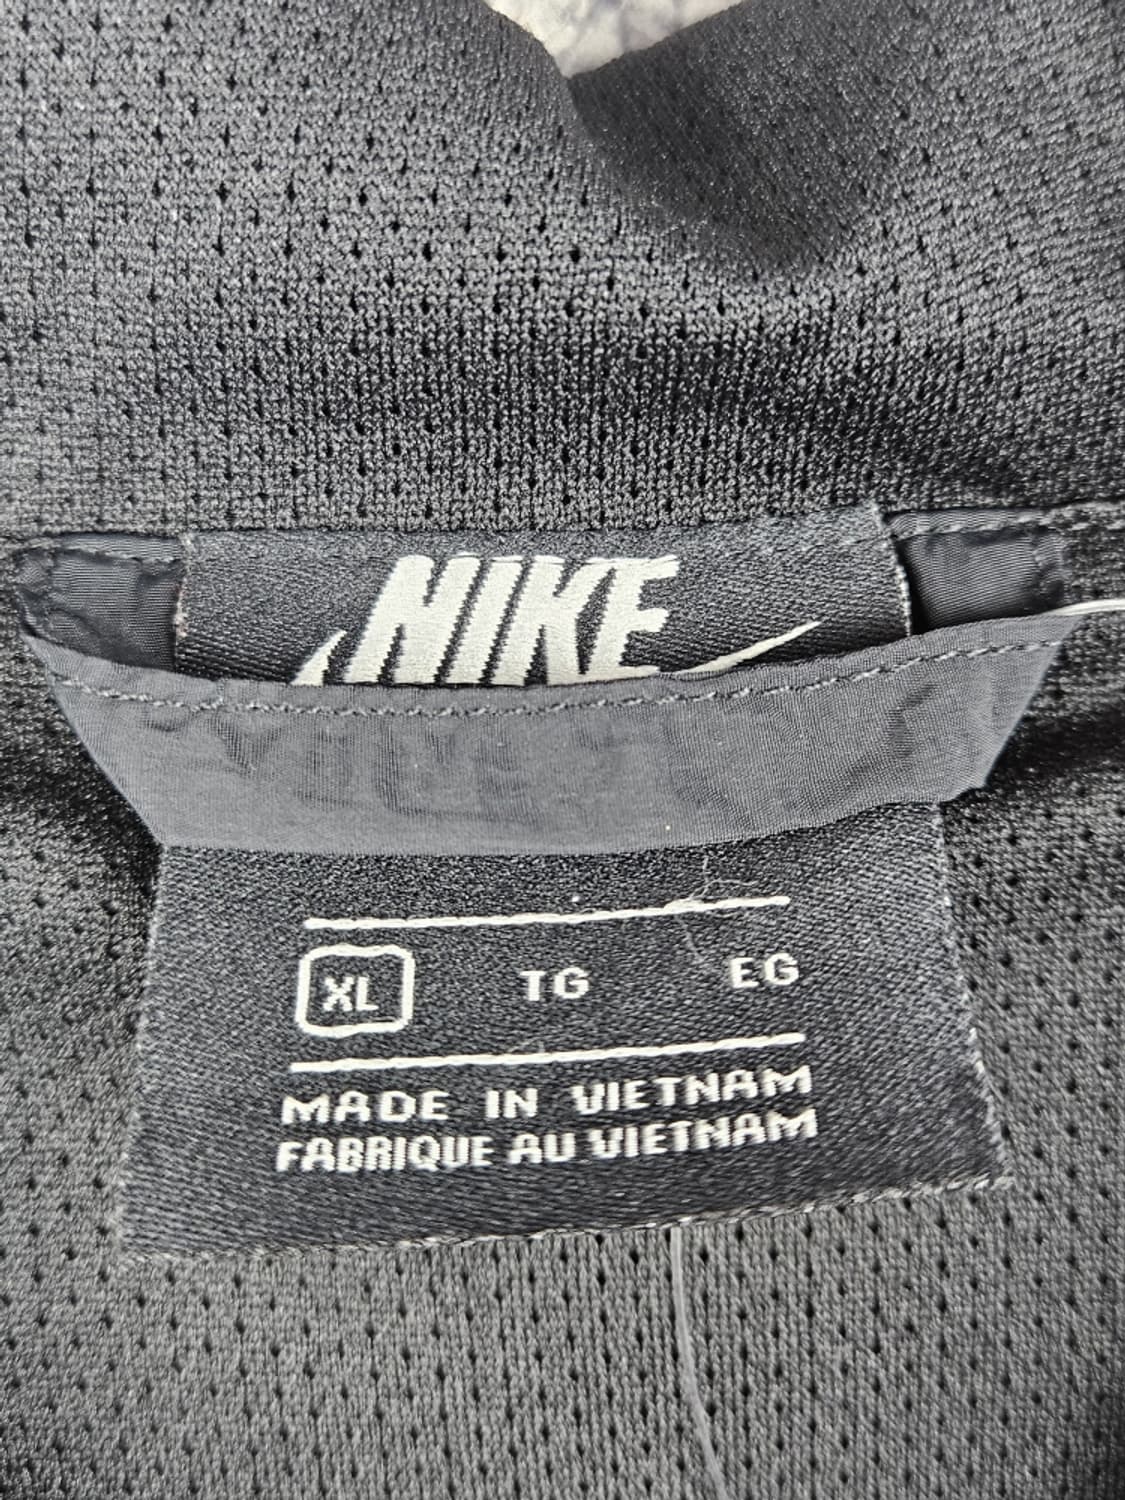 NIKE
XL TG EG
MADE IN VIETNAM
FABRIQUE AU VIETNAM